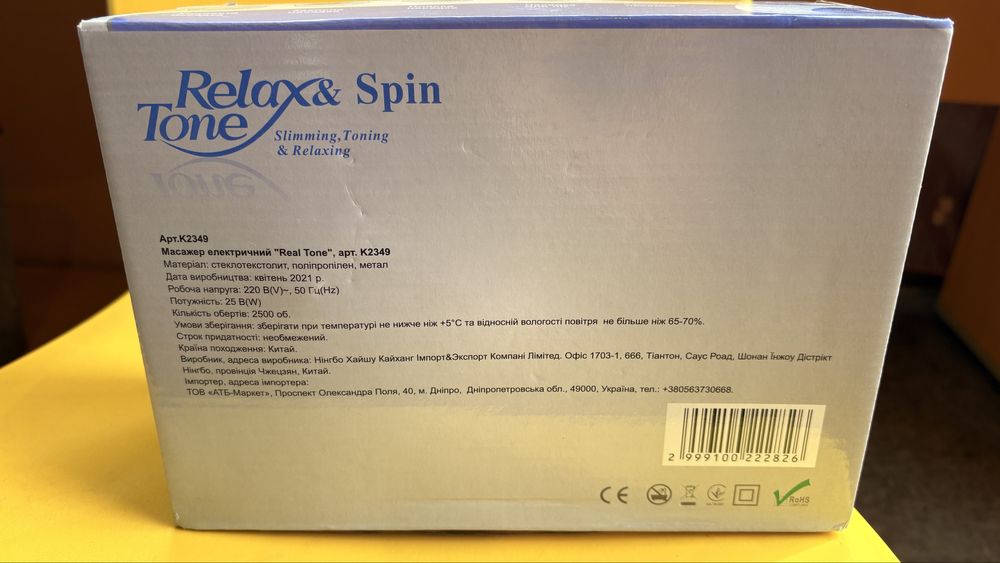 Relax & Spin
Tone
Slimming, Toning
& Relaxing
Арт.K2349
Масажер електричний "Real Tone", арт. K2349
Матеріал: стеклотекстоліт, поліпропілен, метал
Дата виробництва: квітень 2021 р.
Робоча напруга: 220 В(V)~, 50 Гц(Hz)
Потужність: 25 В(W)
Кількість обертів: 2500 об.
Умови зберігання: зберігати при температурі не нижче ніж +5°С та відносній вологості повітря не більше ніж 65-70%.
Строк придатності: необмежений.
Країна походження: Китай.
Виробник, адреса виробника: Нінгбо Хайшу Кайханг Імпорт&Экспорт Компані Лімітед. Офіс 1703-1, 666, Тіантон, Саус Роад, Шонан Інжоу Дістрікт
Нінгбо, провінція Чжецзян, Китай.
Імпортер, адреса імпортера:
ТОВ «АТБ-Маркет», Проспект Олександра Поля, 40, м. Дніпро, Дніпропетровська обл., 49000, Україна, тел.: +380563730668.
2 999100 222826
CE
RoHS